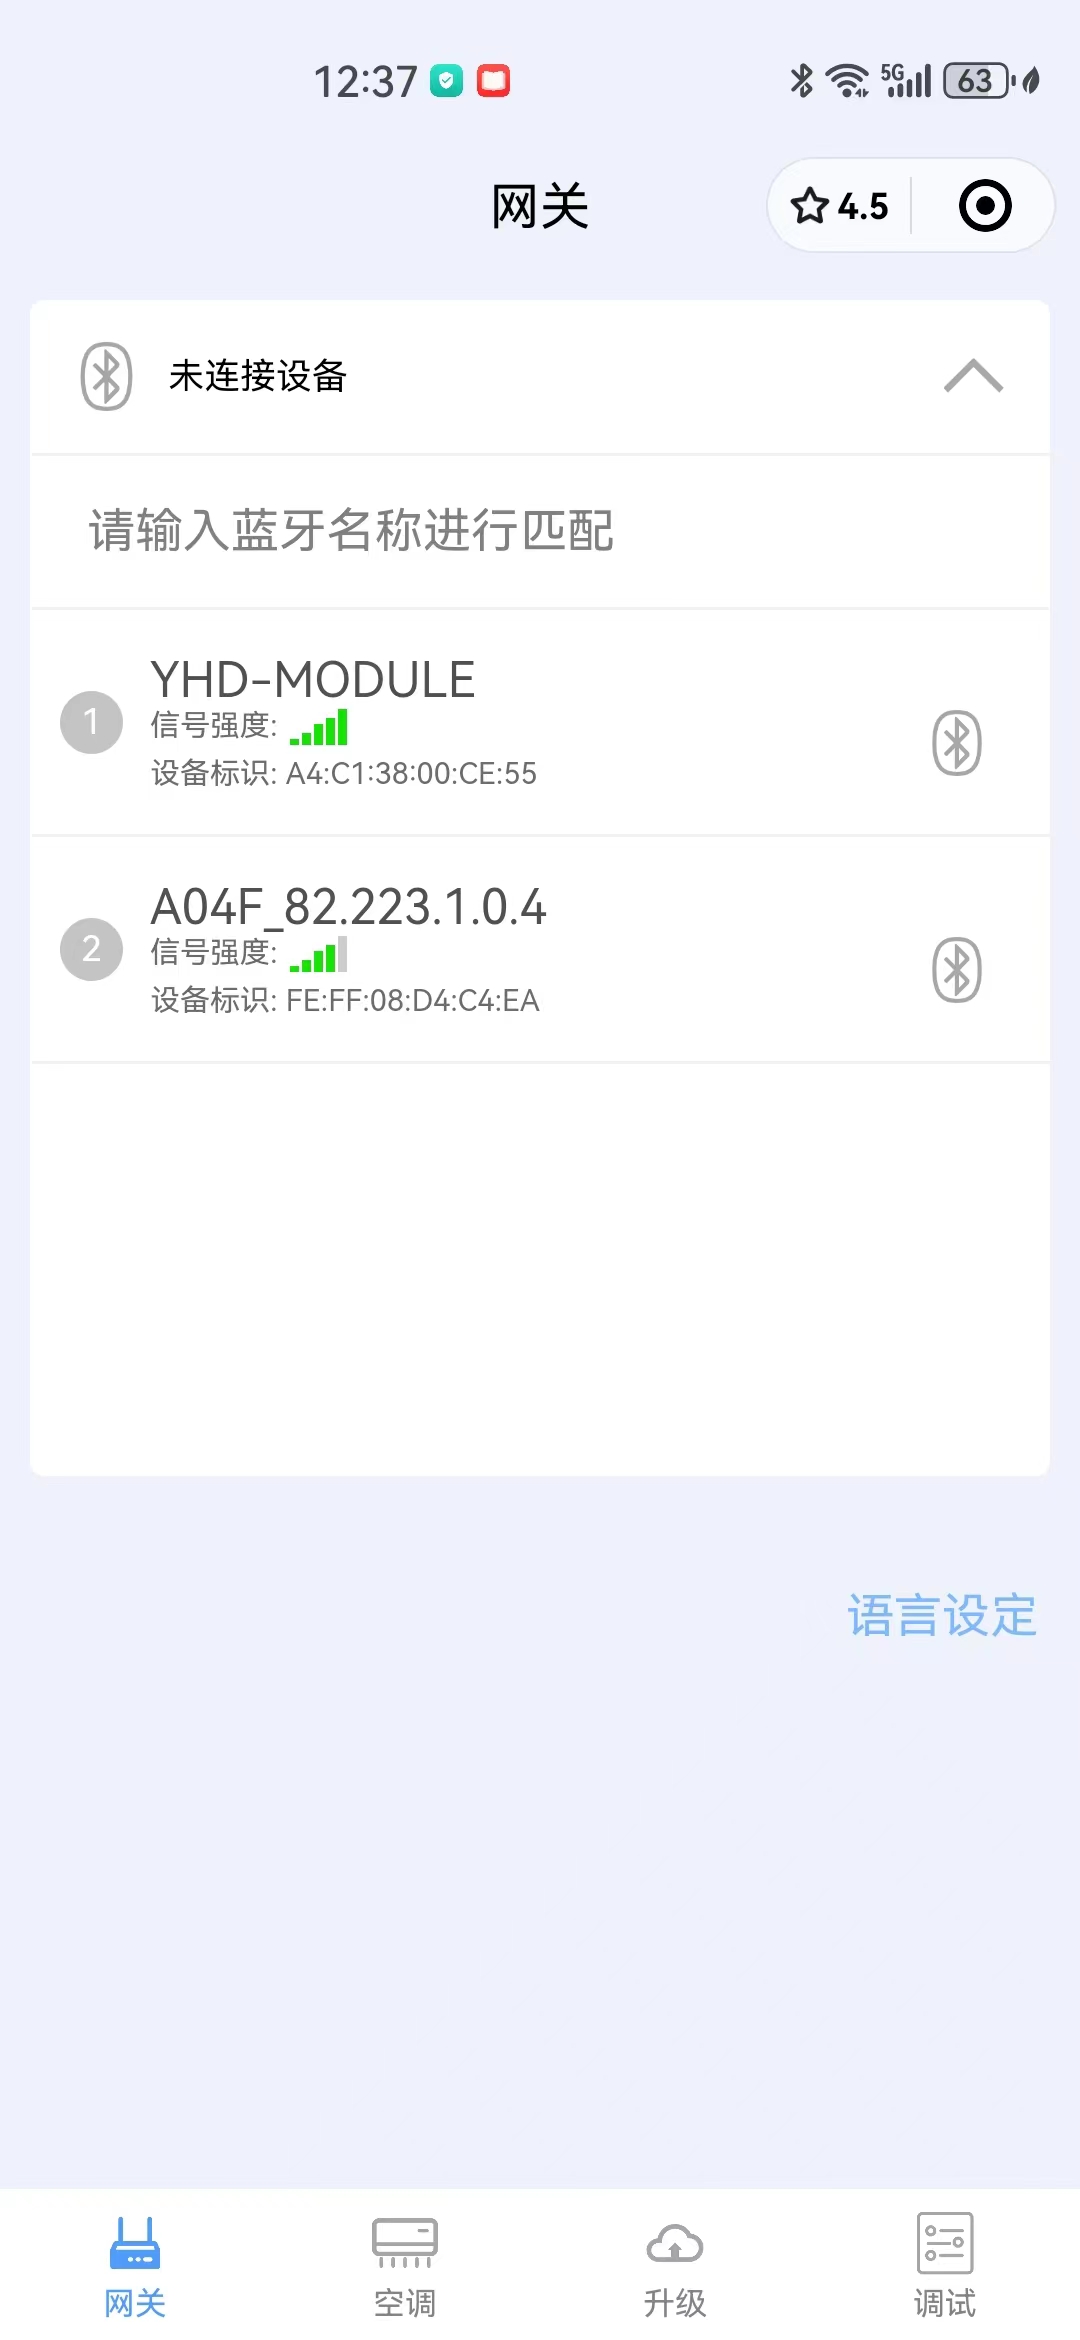 12:37
5G
63
网关
4.5
未连接设备
请输入蓝牙名称进行匹配
1
YHD-MODULE
信号强度:
设备标识: A4:C1:38:00:CE:55
2
A04F_82.223.1.0.4
信号强度:
设备标识: FE:FF:08:D4:C4:EA
语言设定
网关
空调
升级
调试